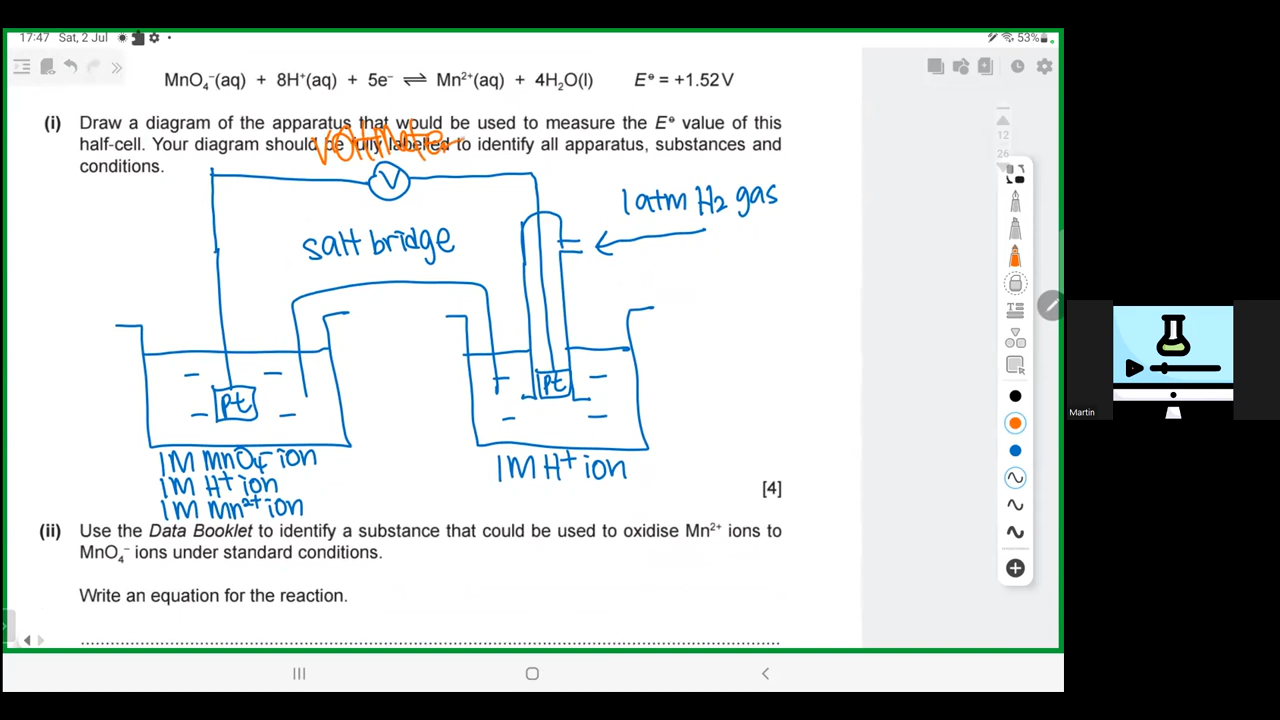 17:47 Sat, 2 Jul
53%
MnO₄⁻(aq) + 8H⁺(aq) + 5e⁻ ⇌ Mn²⁺(aq) + 4H₂O(l) E⦵ = +1.52 V
(i) Draw a diagram of the apparatus that would be used to measure the E⦵ value of this
half-cell. Your diagram should be fully labelled to identify all apparatus, substances and
conditions.
voltmeter
V
1 atm H₂ gas
salt bridge
12
26
Pt
Pt
1M MnO₄⁻ ion
1M H⁺ ion
1M Mn²⁺ ion
1M H⁺ ion
[4]
(ii) Use the Data Booklet to identify a substance that could be used to oxidise Mn²⁺ ions to
MnO₄⁻ ions under standard conditions.
Write an equation for the reaction.
Martin